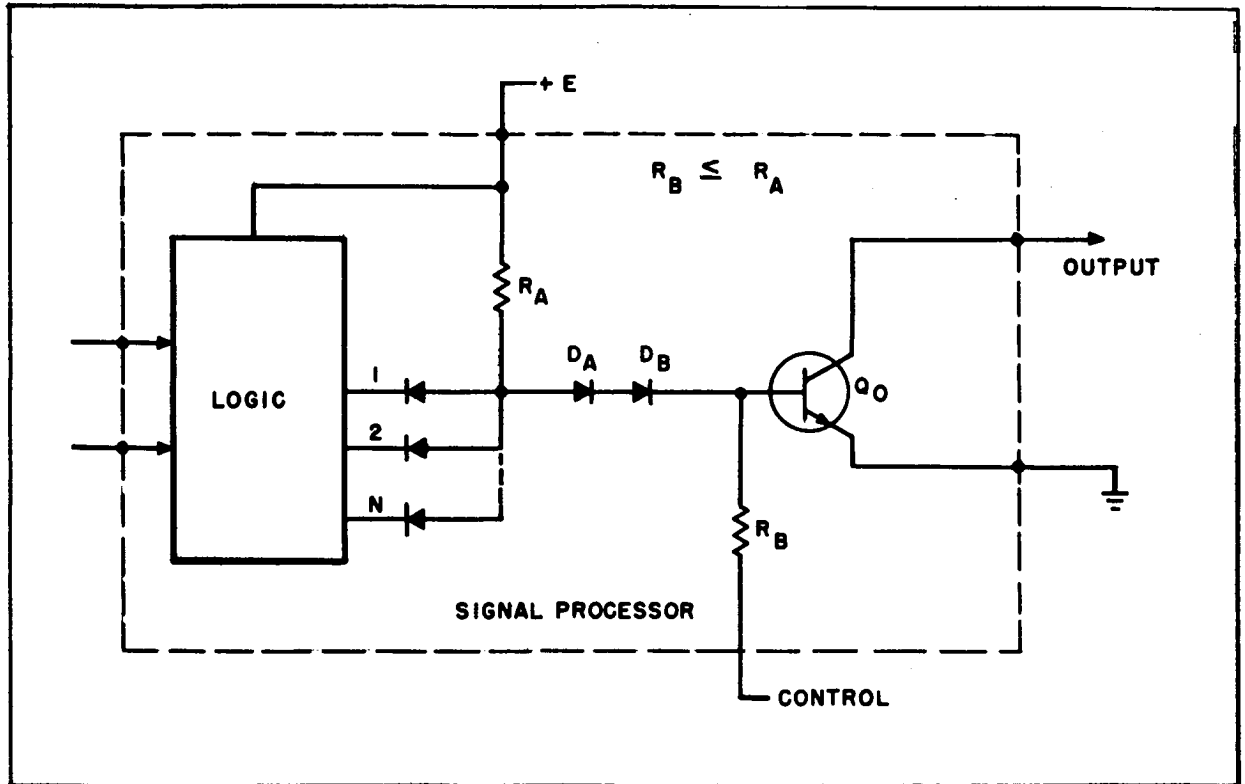 + E
R_B ≤ R_A
OUTPUT
R_A
D_A D_B
1
LOGIC
Q_O
2
N
R_B
SIGNAL PROCESSOR
CONTROL